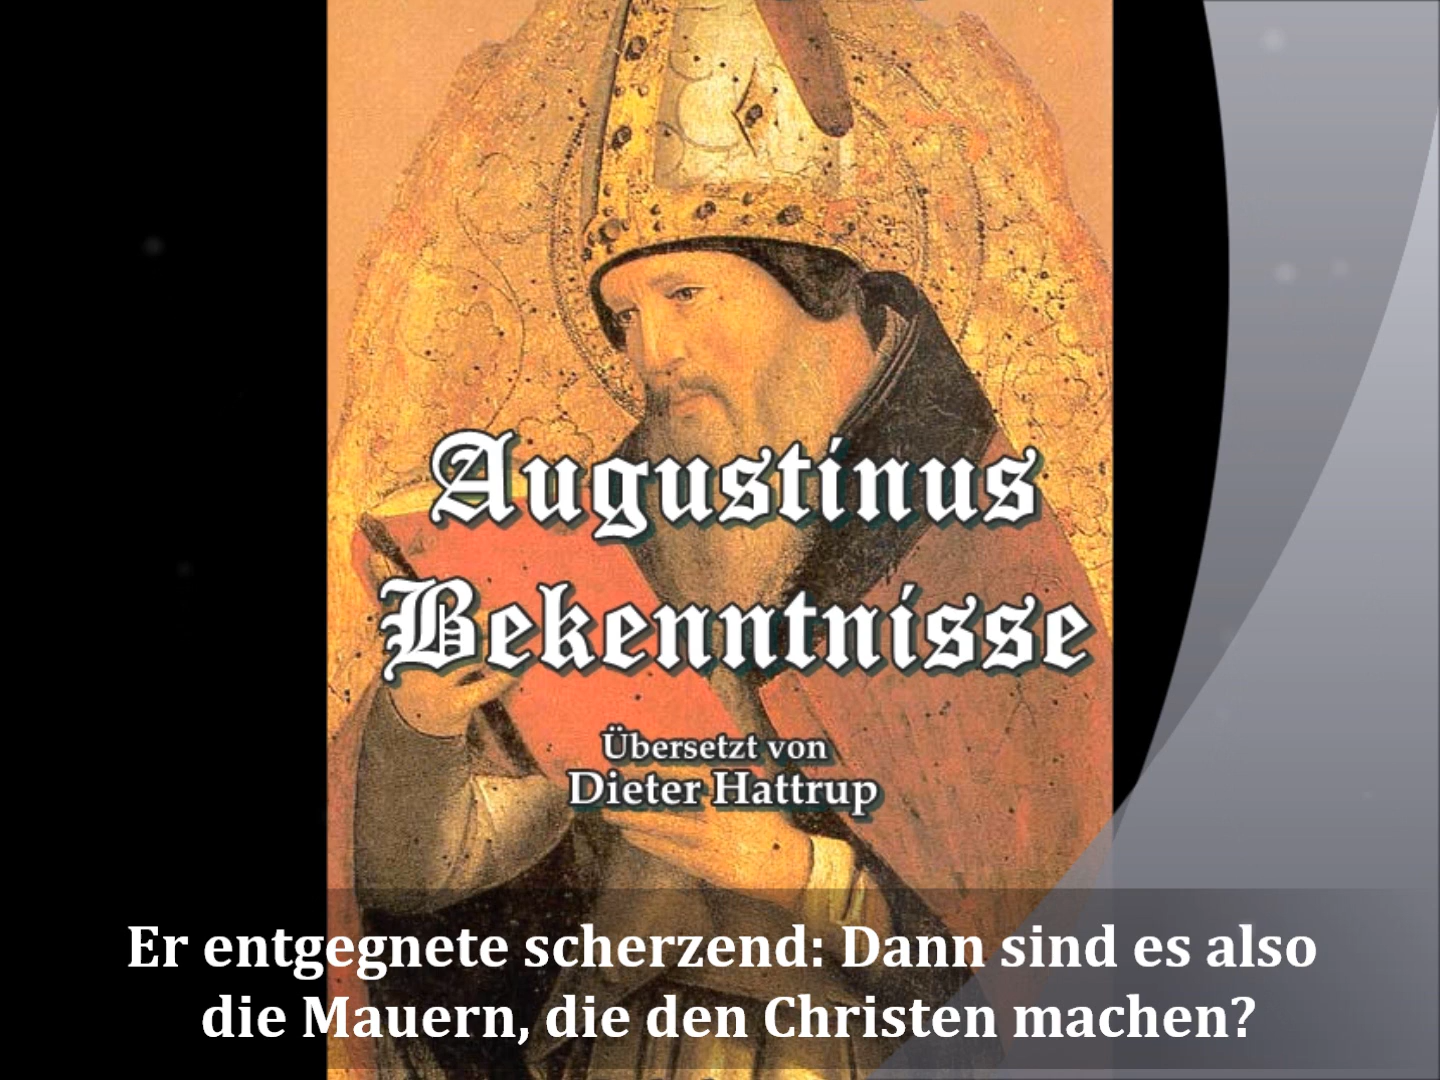 Augustinus
Bekenntnisse
Übersetzt von
Dieter Hattrup
Er entgegnete scherzend: Dann sind es also
die Mauern, die den Christen machen?